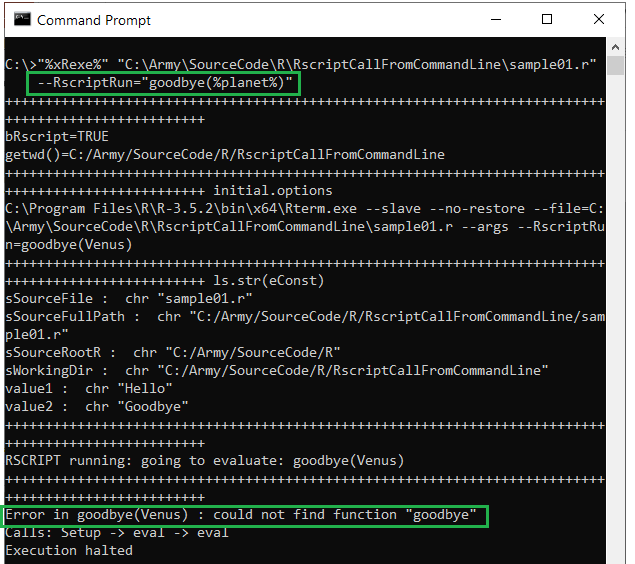 Command Prompt
C:\>"%xRexe%" "C:\Army\SourceCode\R\RscriptCallFromCommandLine\sample01.r"
--RscriptRun="goodbye(%planet%)"
+++++++++++++++++++++++++++++++++++++++++++++++++++++++++++++++++++++++++++
+++++++++++++++++++++++++
bRscript=TRUE
getwd()=C:/Army/SourceCode/R/RscriptCallFromCommandLine
+++++++++++++++++++++++++++++++++++++++++++++++++++++++++++++++++++++++++++
+++++++++++++++++++++++++ initial.options
C:\Program Files\R\R-3.5.2\bin\x64\Rterm.exe --slave --no-restore --file=C:
\Army\SourceCode\R\RscriptCallFromCommandLine\sample01.r --args --RscriptRu
n=goodbye(Venus)
+++++++++++++++++++++++++++++++++++++++++++++++++++++++++++++++++++++++++++
+++++++++++++++++++++++++ ls.str(eConst)
sSourceFile :  chr "sample01.r"
sSourceFullPath :  chr "C:/Army/SourceCode/R/RscriptCallFromCommandLine/sam
ple01.r"
sSourceRootR :  chr "C:/Army/SourceCode/R"
sWorkingDir :  chr "C:/Army/SourceCode/R/RscriptCallFromCommandLine"
value1 :  chr "Hello"
value2 :  chr "Goodbye"
+++++++++++++++++++++++++++++++++++++++++++++++++++++++++++++++++++++++++++
+++++++++++++++++++++++++
RSCRIPT running: going to evaluate: goodbye(Venus)
+++++++++++++++++++++++++++++++++++++++++++++++++++++++++++++++++++++++++++
+++++++++++++++++++++++++
Error in goodbye(Venus) : could not find function "goodbye"
Calls: Setup -> eval -> eval
Execution halted